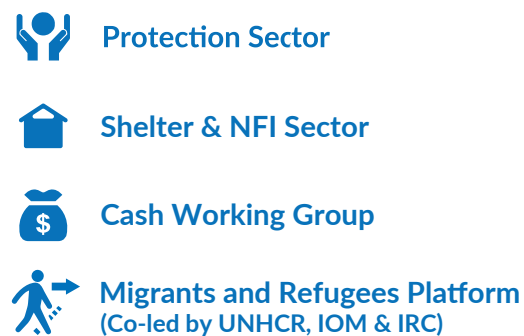 Protection Sector
Shelter & NFI Sector
$
Cash Working Group
Migrants and Refugees Platform
(Co-led by UNHCR, IOM & IRC)